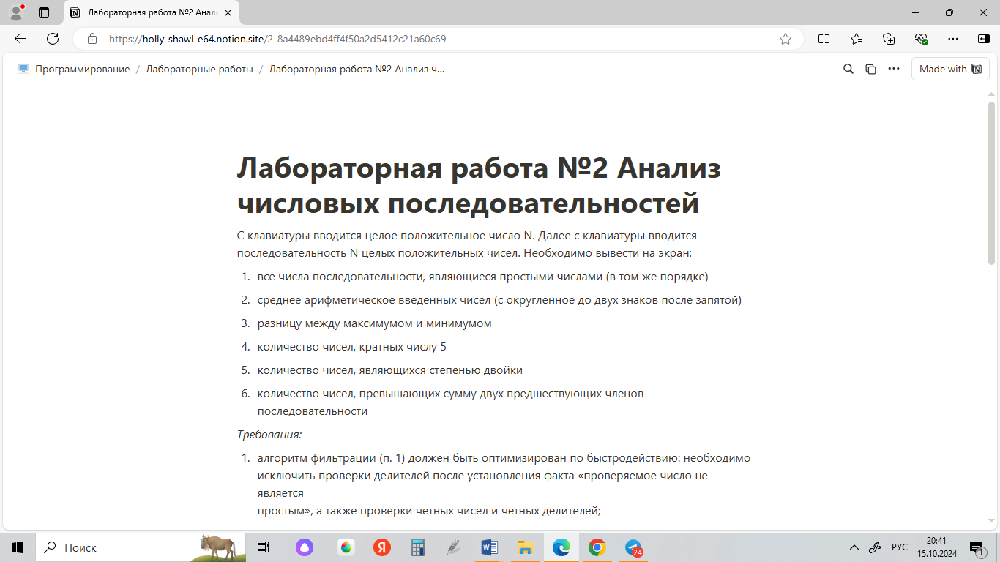 Лабораторная работа №2 Анали
https://holly-shawl-e64.notion.site/2-8a4489ebd4ff4f50a2d5412c21a60c69
Программирование / Лабораторные работы / Лабораторная работа №2 Анализ ч...
Made with
Лабораторная работа №2 Анализ
числовых последовательностей
С клавиатуры вводится целое положительное число N. Далее с клавиатуры вводится
последовательность N целых положительных чисел. Необходимо вывести на экран:
1. все числа последовательности, являющиеся простыми числами (в том же порядке)
2. среднее арифметическое введенных чисел (с округленное до двух знаков после запятой)
3. разницу между максимумом и минимумом
4. количество чисел, кратных числу 5
5. количество чисел, являющихся степенью двойки
6. количество чисел, превышающих сумму двух предшествующих членов
последовательности
Требования:
1. алгоритм фильтрации (п. 1) должен быть оптимизирован по быстродействию: необходимо
исключить проверки делителей после установления факта «проверяемое число не
является
простым», а также проверки четных чисел и четных делителей;
Поиск
Я
24
РУС
20:41
15.10.2024
1